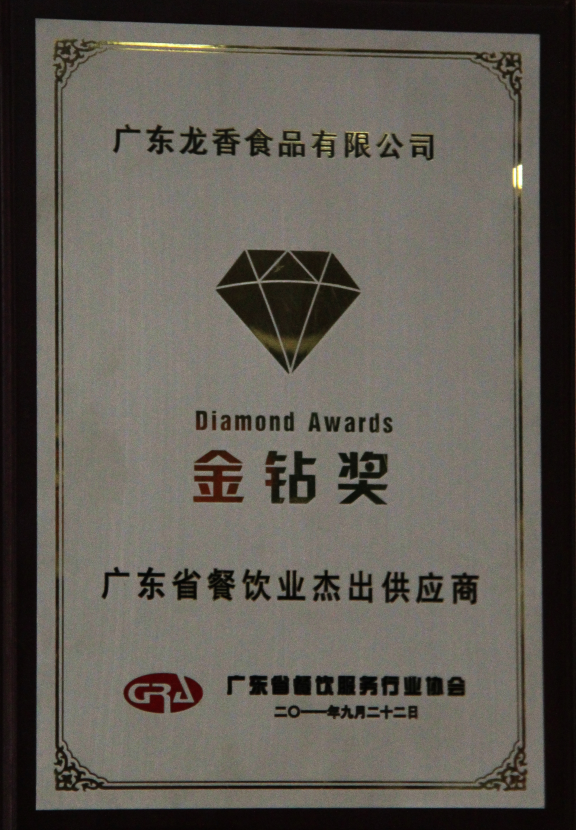 广东龙香食品有限公司
Diamond Awards
金钻奖
广东省餐饮业杰出供应商
GRA
广东省餐饮服务行业协会
二〇一一年九月二十二日